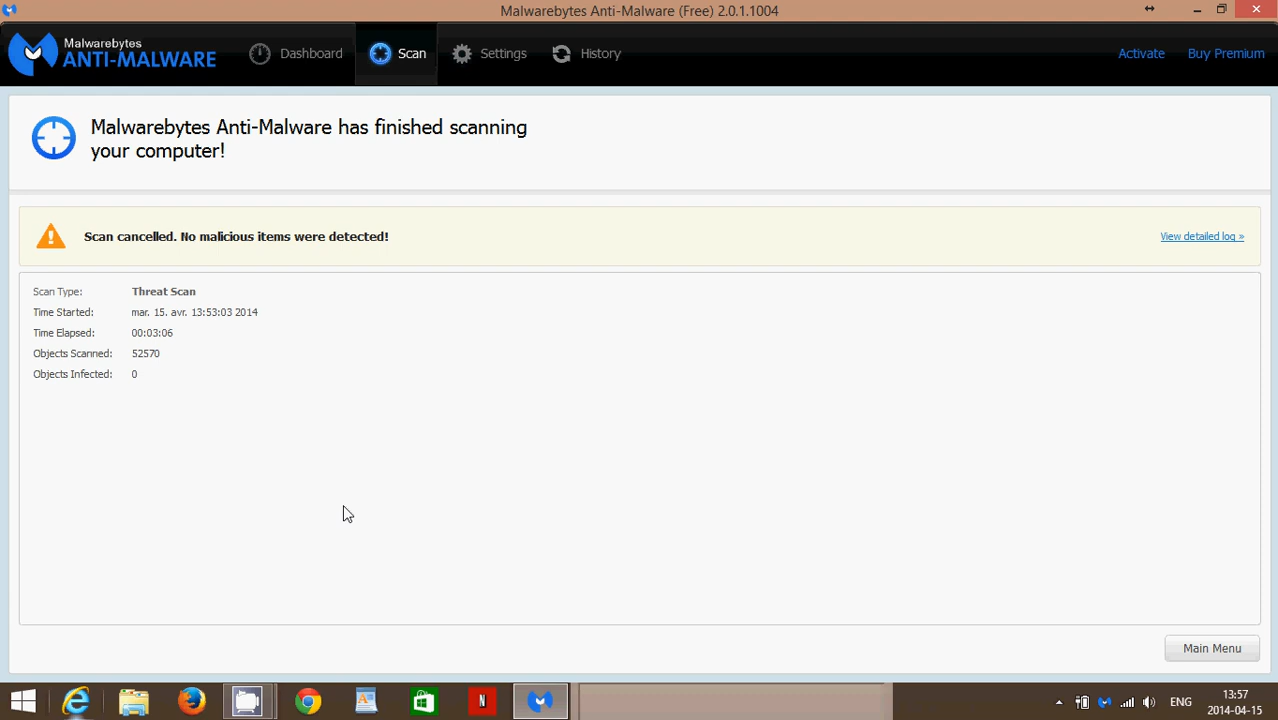 Malwarebytes Anti-Malware (Free) 2.0.1.1004
Malwarebytes
ANTI-MALWARE
Dashboard
Scan
Settings
History
Activate
Buy Premium
Malwarebytes Anti-Malware has finished scanning
your computer!
Scan cancelled. No malicious items were detected!
View detailed log »
Scan Type: Threat Scan
Time Started: mar. 15. avr. 13:53:03 2014
Time Elapsed: 00:03:06
Objects Scanned: 52570
Objects Infected: 0
Main Menu
N
ENG
13:57
2014-04-15